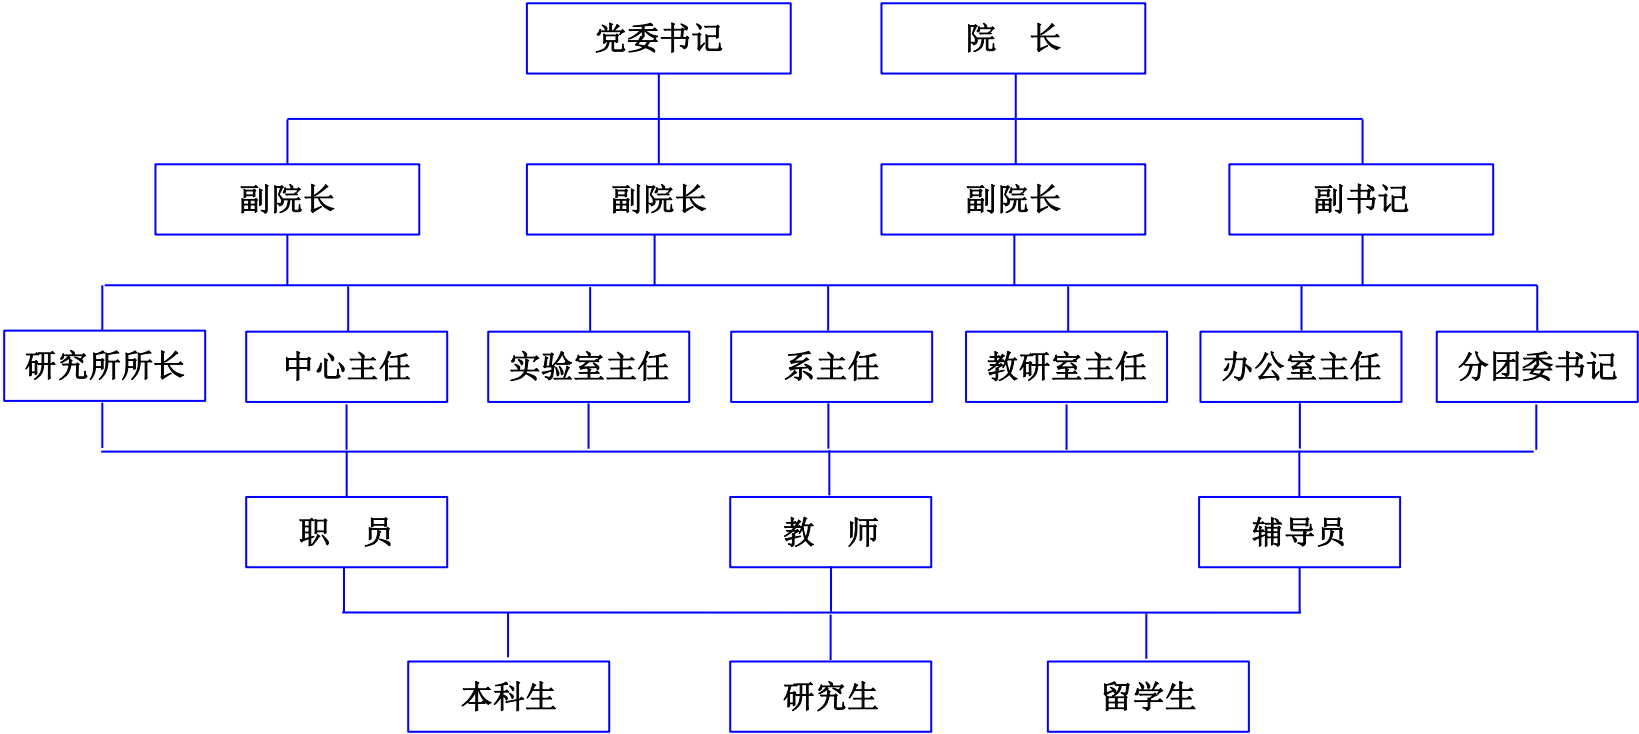 党委书记
院　长
副院长
副院长
副院长
副书记
研究所所长
中心主任
实验室主任
系主任
教研室主任
办公室主任
分团委书记
职　员
教　师
辅导员
本科生
研究生
留学生